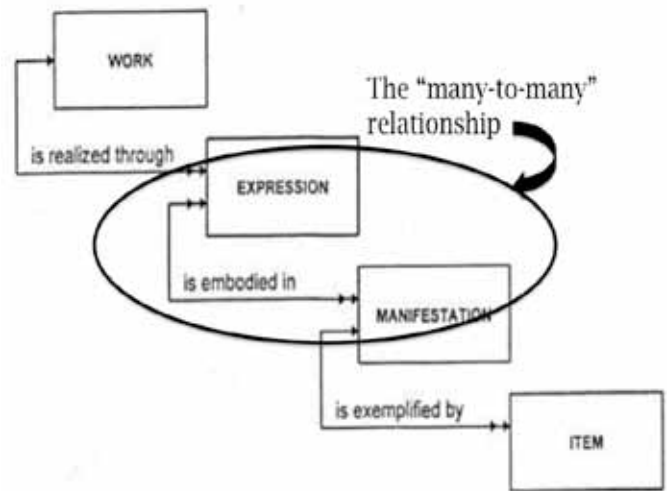 WORK
The “many-to-many”
relationship
is realized through
EXPRESSION
is embodied in
MANIFESTATION
is exemplified by
ITEM